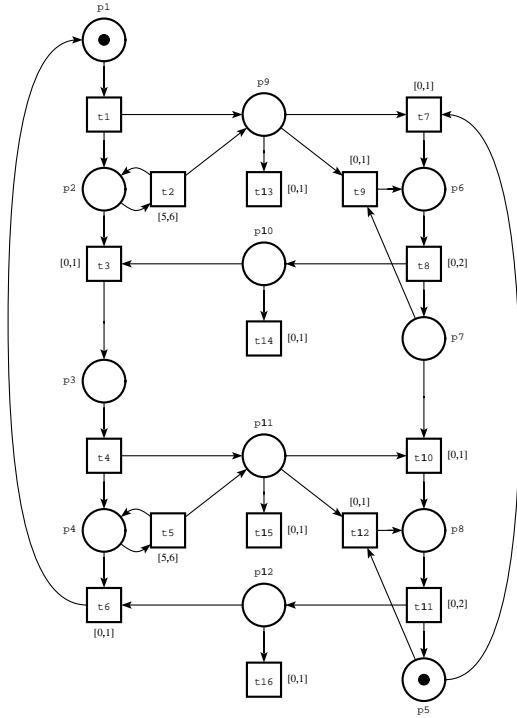 p1
p9
[0,1]
t1
t7
[0,1]
p2
t2
t13
[0,1]
t9
p6
[5,6]
p10
[0,1]
t3
t8
[0,2]
t14
[0,1]
p7
p3
p11
t4
t10
[0,1]
[0,1]
p4
t5
t15
[0,1]
t12
p8
[5,6]
p12
t6
t11
[0,2]
[0,1]
t16
[0,1]
p5